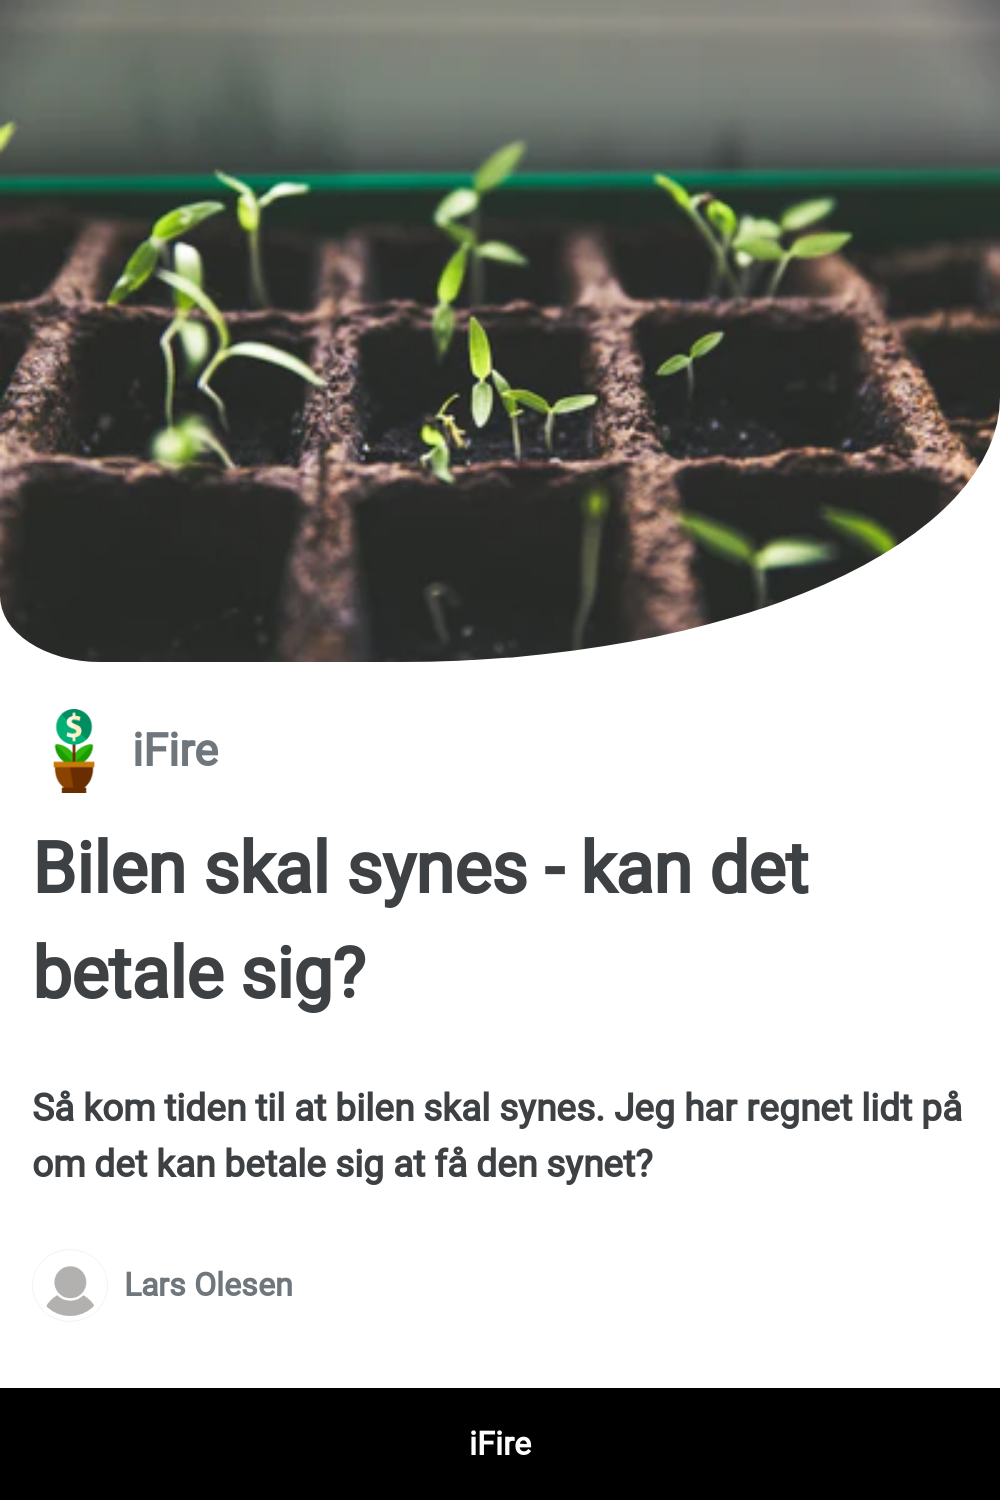 $
iFire
Bilen skal synes - kan det
betale sig?
Så kom tiden til at bilen skal synes. Jeg har regnet lidt på
om det kan betale sig at få den synet?
Lars Olesen
iFire